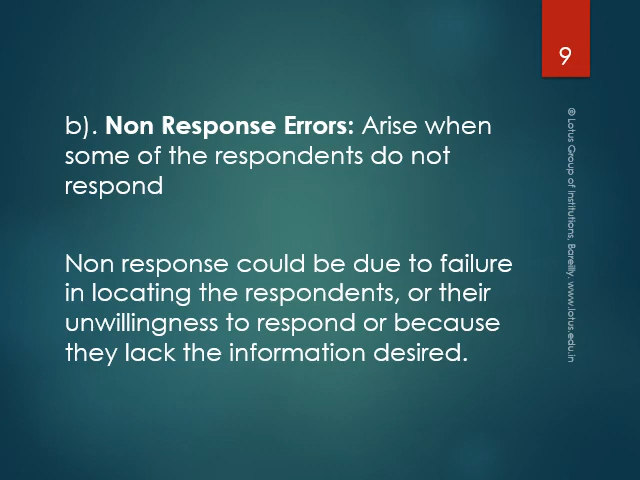 9
b). Non Response Errors: Arise when
some of the respondents do not
respond
Non response could be due to failure
in locating the respondents, or their
unwillingness to respond or because
they lack the information desired.
® Lotus Group of Institutions, Bareilly. www.lotus.edu.in